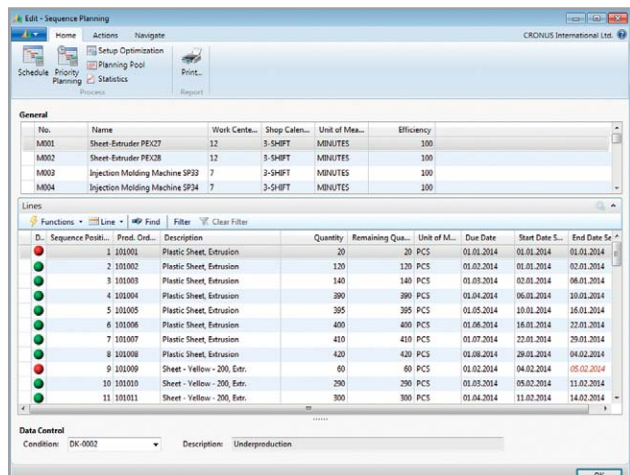 Edit - Sequence Planning
Home Actions Navigate CRONUS International Ltd.
Schedule Priority Planning Setup Optimization Planning Pool Statistics Print...
Process Report
General
No. Name Work Cente... Shop Calen... Unit of Mea... Efficiency
M001 Sheet-Extruder PEX27 12 3-SHIFT MINUTES 100
M002 Sheet-Extruder PEX28 12 3-SHIFT MINUTES 100
M003 Injection Molding Machine SP33 7 3-SHIFT MINUTES 100
M004 Injection Molding Machine SP34 7 3-SHIFT MINUTES 100
Lines
Functions Line Find Filter Clear Filter
D.. Sequence Positi... Prod. Ord... Description Quantity Remaining Qua... Unit of M... Due Date Start Date S... End Date Se
1 101001 Plastic Sheet, Extrusion 20 20 PCS 01.01.2014 01.01.2014 01.01.2014
2 101002 Plastic Sheet, Extrusion 120 120 PCS 01.02.2014 01.01.2014 02.01.2014
3 101003 Plastic Sheet, Extrusion 140 140 PCS 01.03.2014 02.01.2014 06.01.2014
4 101004 Plastic Sheet, Extrusion 390 390 PCS 01.04.2014 06.01.2014 10.01.2014
5 101005 Plastic Sheet, Extrusion 395 395 PCS 01.05.2014 10.01.2014 16.01.2014
6 101006 Plastic Sheet, Extrusion 400 400 PCS 01.06.2014 16.01.2014 22.01.2014
7 101007 Plastic Sheet, Extrusion 410 410 PCS 01.07.2014 22.01.2014 29.01.2014
8 101008 Plastic Sheet, Extrusion 420 420 PCS 01.08.2014 29.01.2014 04.02.2014
9 101009 Sheet - Yellow - 200, Extr. 60 60 PCS 01.02.2014 04.02.2014 05.02.2014
10 101010 Sheet - Yellow - 200, Extr. 290 290 PCS 01.03.2014 05.02.2014 11.02.2014
11 101011 Sheet - Yellow - 200, Extr. 300 300 PCS 01.04.2014 11.02.2014 14.02.2014
Data Control
Condition: DK-0002 Description: Underproduction